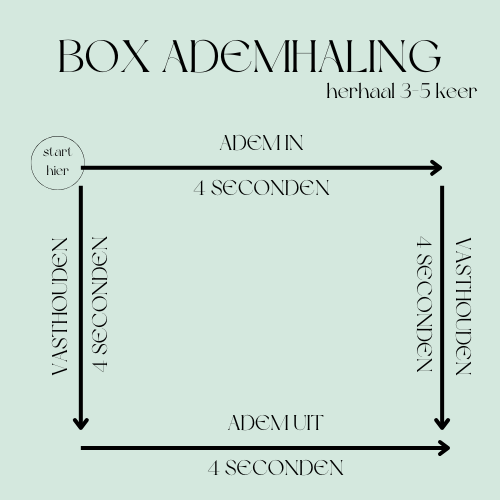 BOX ADEMHALING
herhaal 3-5 keer
start
hier
ADEM IN
4 SECONDEN
VASTHOUDEN
4 SECONDEN
4 SECONDEN
VASTHOUDEN
ADEM UIT
4 SECONDEN